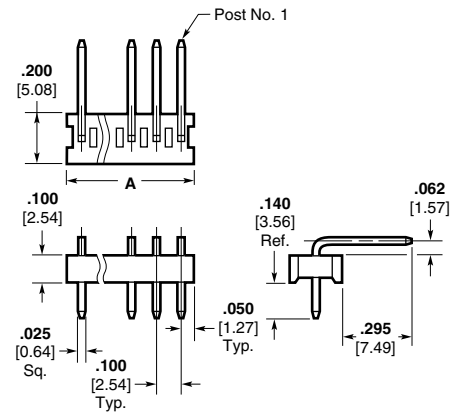 Post No. 1
.200
[5.08]
A
.100
[2.54]
.140
[3.56]
Ref.
.062
[1.57]
.025
[0.64]
Sq.
.100
[2.54]
Typ.
.050
[1.27]
Typ.
.295
[7.49]